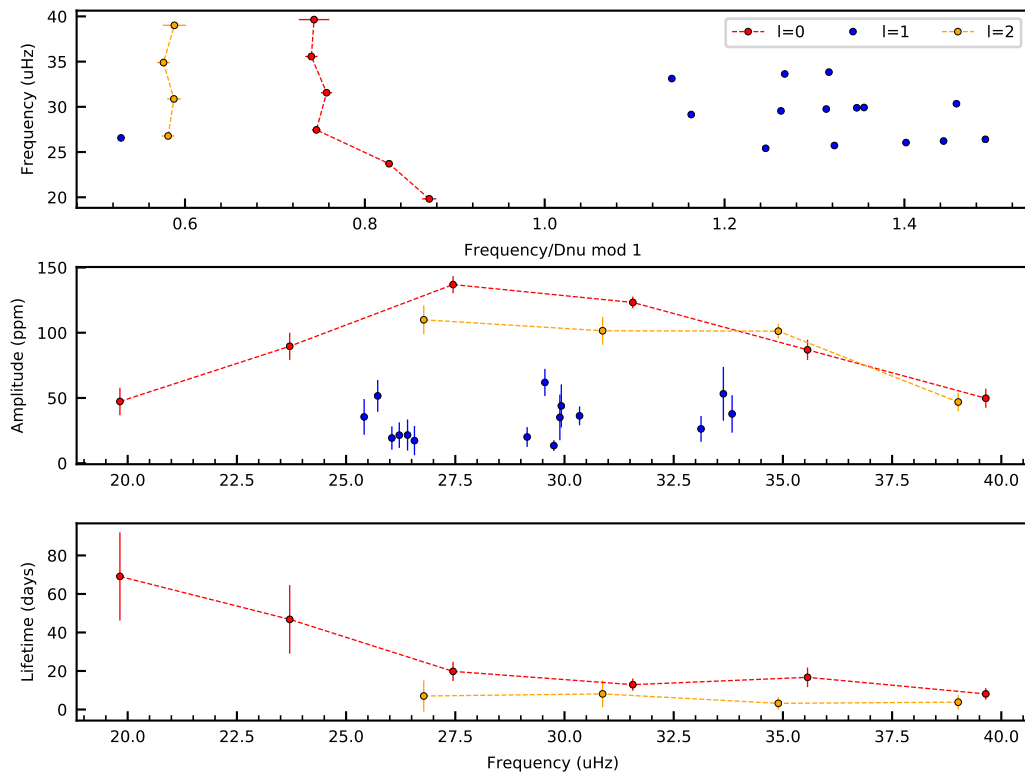 40
35
30
25
20
Frequency (uHz)
l=0 l=1 l=2
0.6 0.8 1.0 1.2 1.4
Frequency/Dnu mod 1
150
100
50
0
Amplitude (ppm)
20.0 22.5 25.0 27.5 30.0 32.5 35.0 37.5 40.0
80
60
40
20
0
Lifetime (days)
20.0 22.5 25.0 27.5 30.0 32.5 35.0 37.5 40.0
Frequency (uHz)